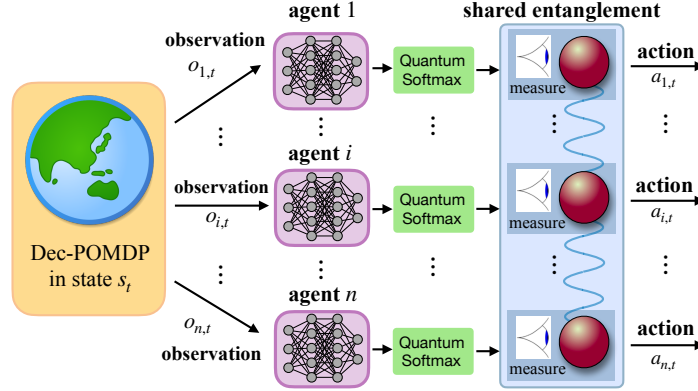 agent 1
shared entanglement
observation
o1,t
Quantum
Softmax
measure
action
a1,t
agent i
observation
oi,t
Quantum
Softmax
measure
action
ai,t
Dec-POMDP
in state st
agent n
on,t
observation
Quantum
Softmax
measure
action
an,t